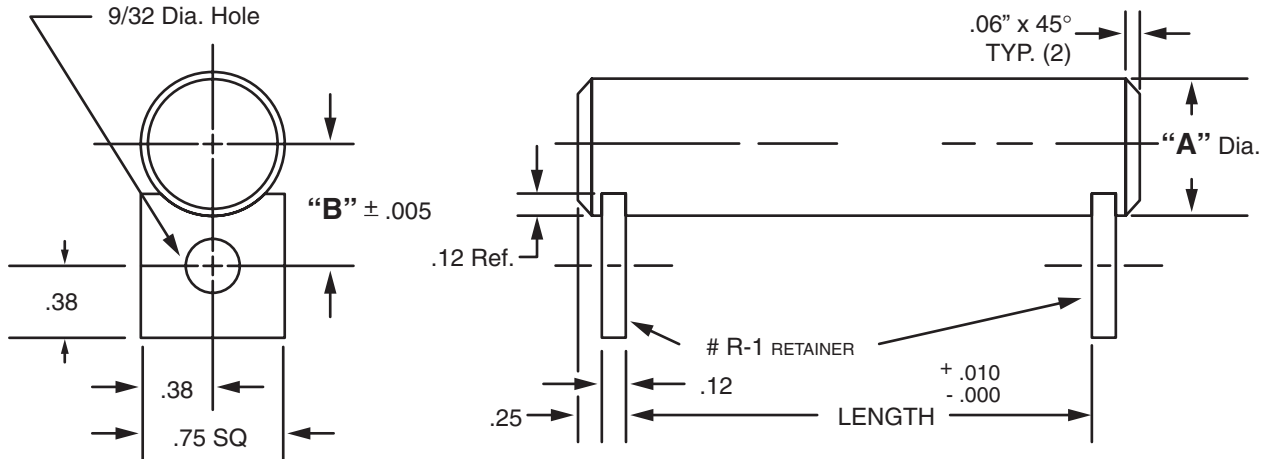 9/32 Dia. Hole
.06” x 45°
TYP. (2)
“A” Dia.
“B” ± .005
.12 Ref.
.38
# R-1 RETAINER
.38
.12
+ .010
- .000
.25
LENGTH
.75 SQ